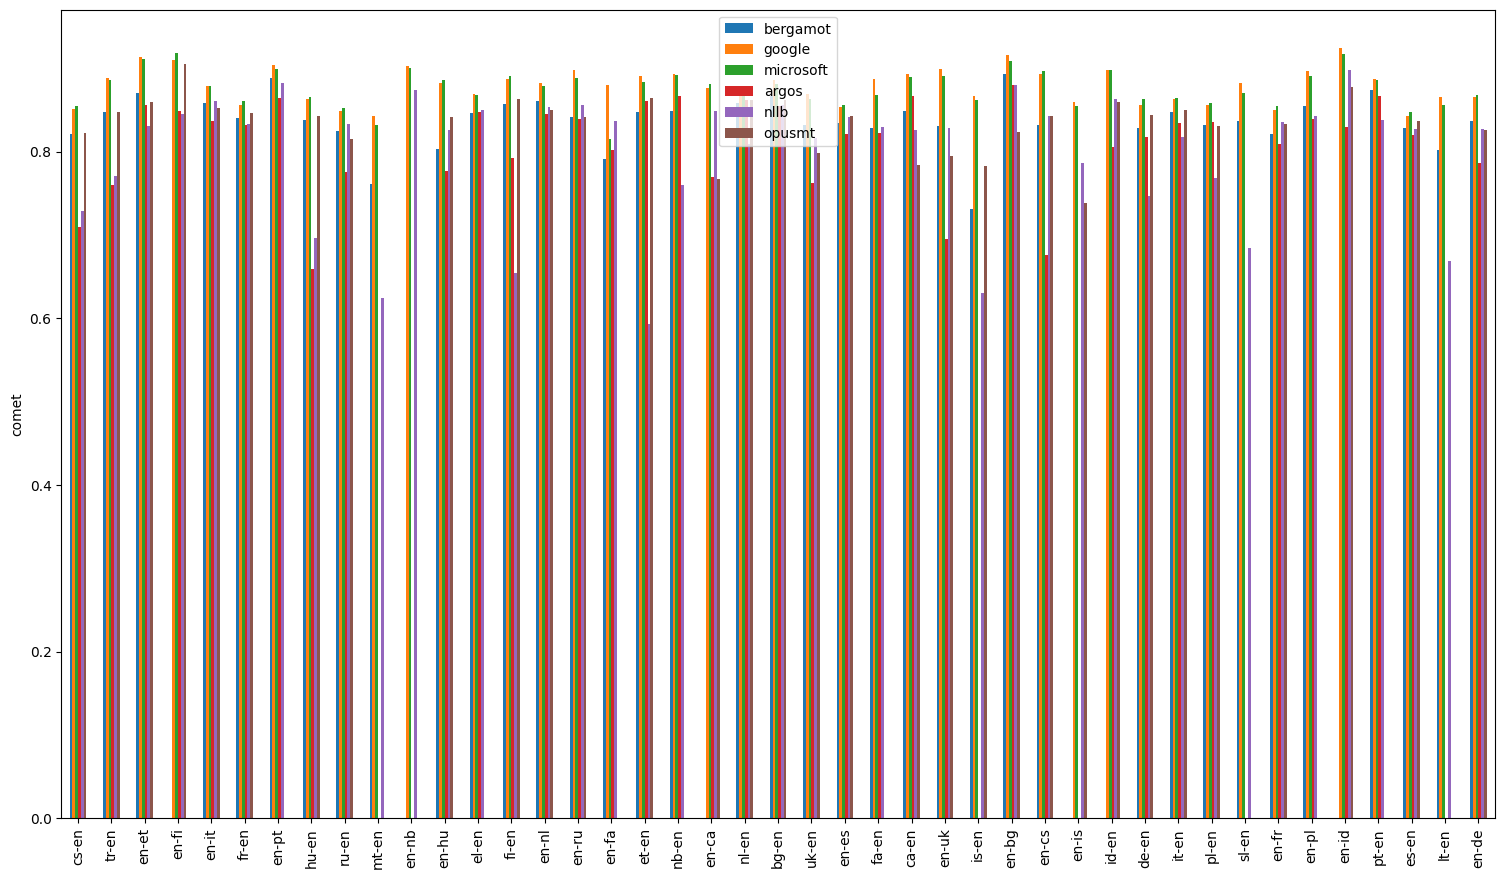 bergamot
google
microsoft
argos
nllb
opusmt
comet
0.8
0.6
0.4
0.2
0.0
cs-en
tr-en
en-et
en-fi
en-it
fr-en
en-pt
hu-en
ru-en
mt-en
en-nb
en-hu
el-en
fi-en
en-nl
en-ru
en-fa
et-en
nb-en
en-ca
nl-en
bg-en
uk-en
en-es
fa-en
ca-en
en-uk
is-en
en-bg
en-cs
en-is
id-en
de-en
it-en
pl-en
sl-en
en-fr
en-pl
en-id
pt-en
es-en
lt-en
en-de